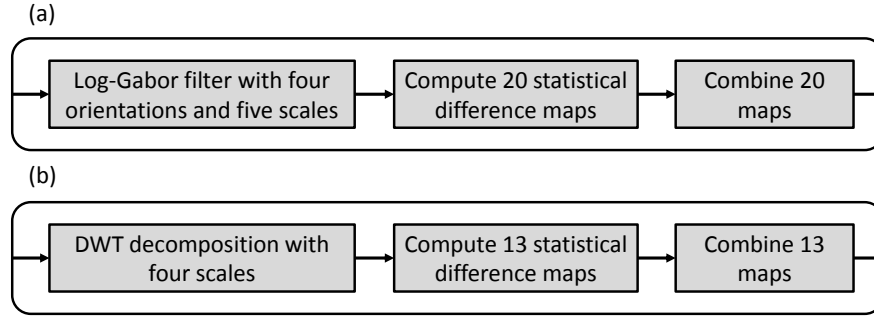 (a)
Log-Gabor filter with four
orientations and five scales
Compute 20 statistical
difference maps
Combine 20
maps
(b)
DWT decomposition with
four scales
Compute 13 statistical
difference maps
Combine 13
maps